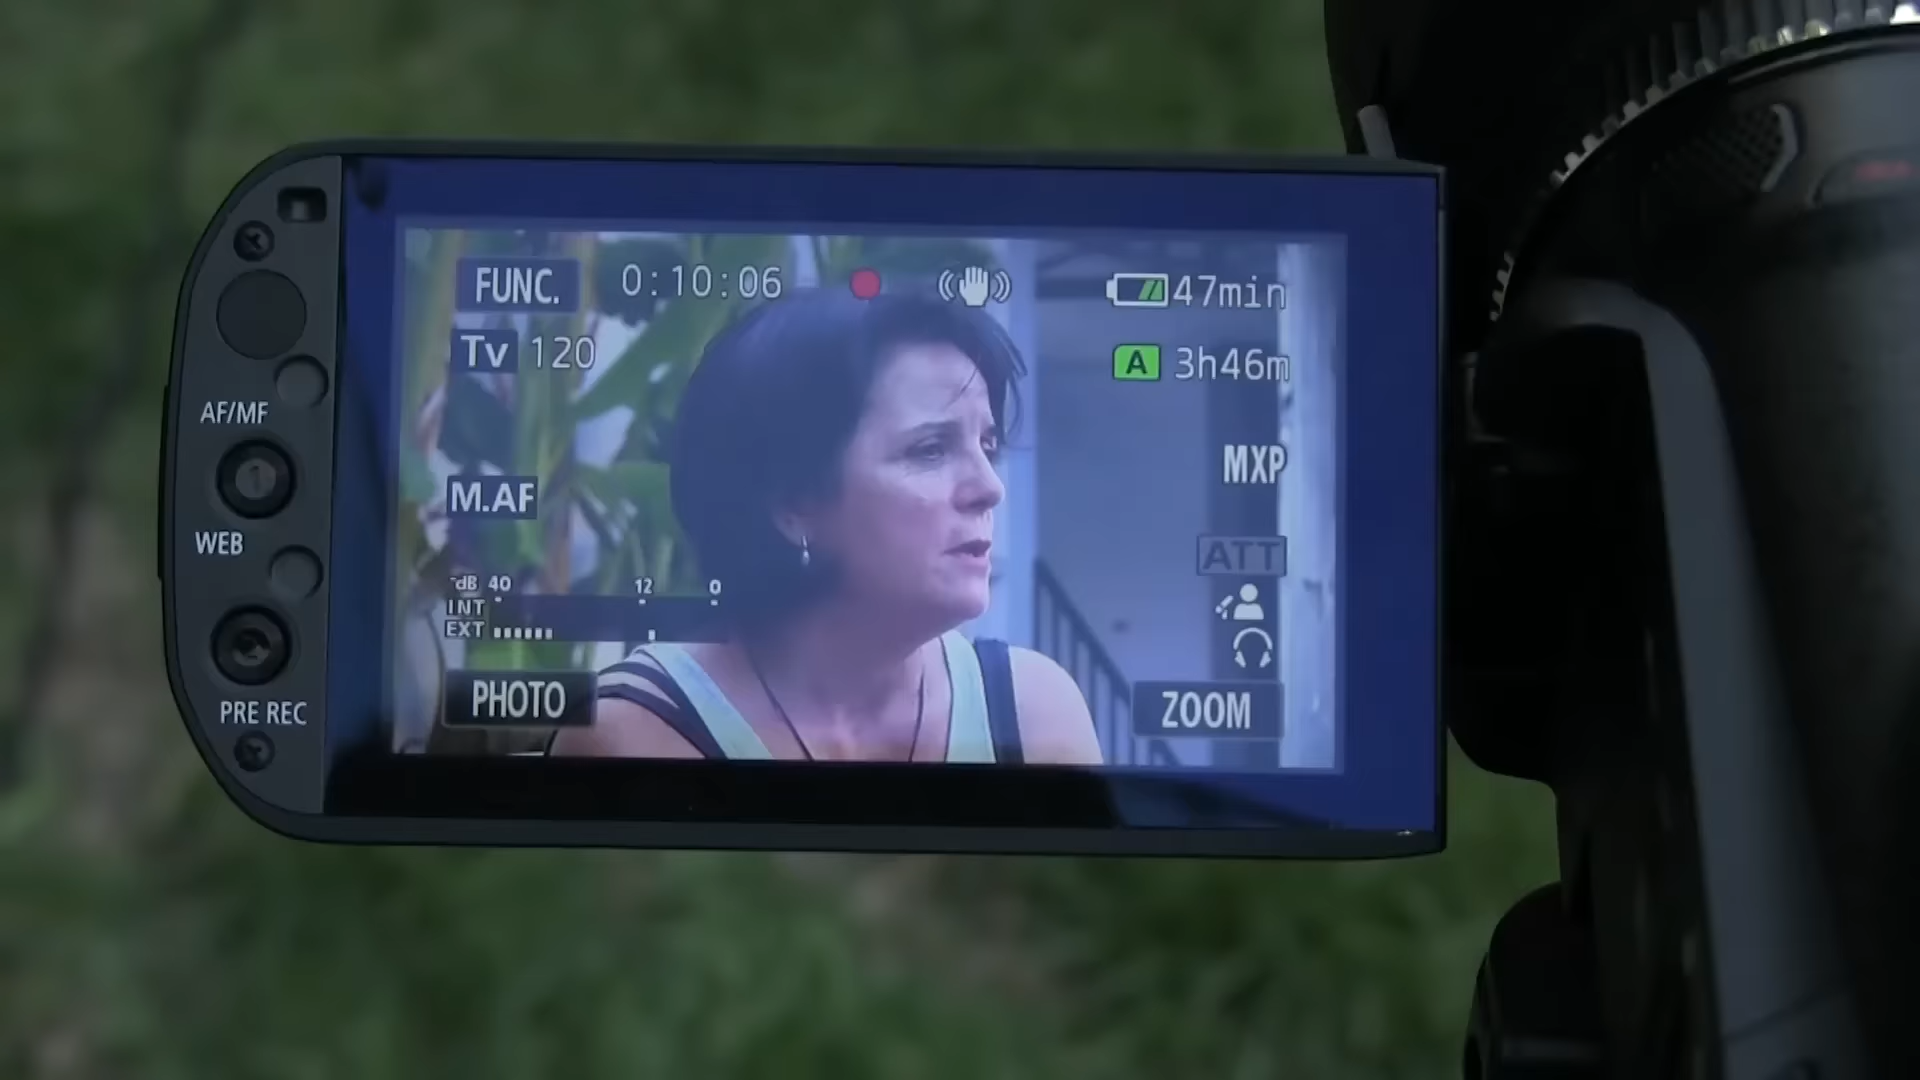 FUNC. 0:10:06 47min
Tv 120 A 3h46m
AF/MF
MXP
M.AF
WEB
ATT
dB 40 12 0
INT
EXT
PHOTO ZOOM
PRE REC